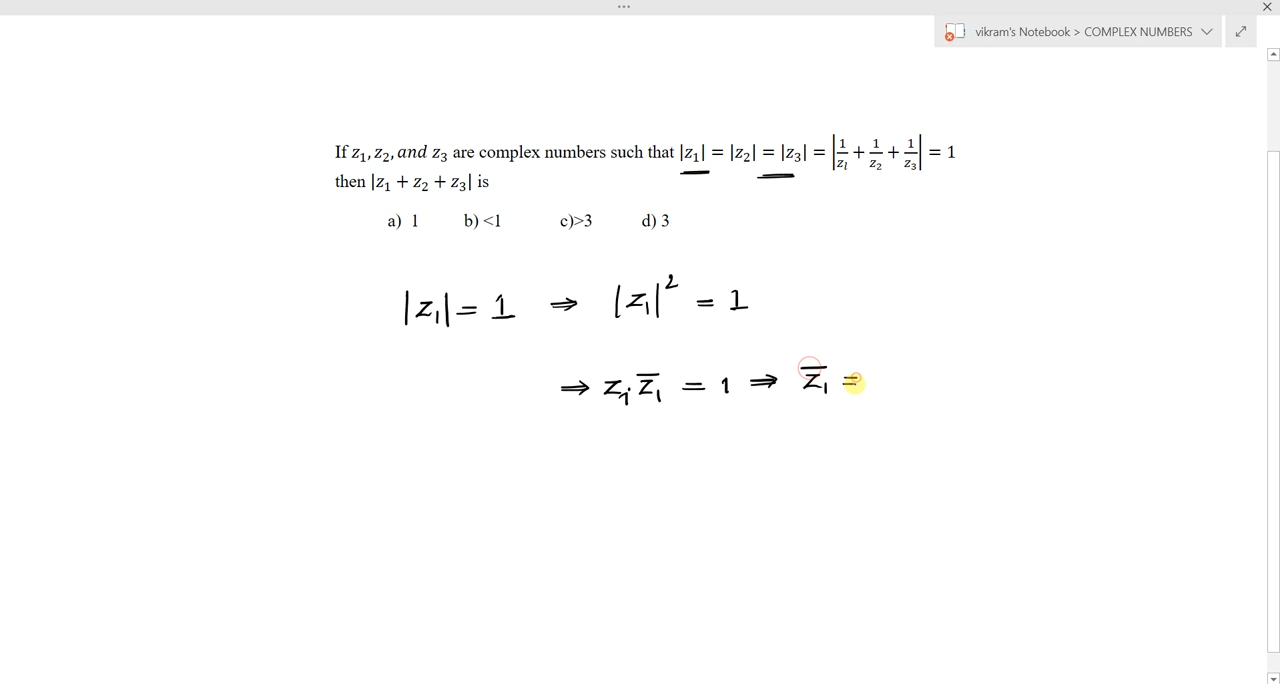 vikram's Notebook > COMPLEX NUMBERS
If z₁, z₂, and z₃ are complex numbers such that |z₁| = |z₂| = |z₃| = |1/z₁ + 1/z₂ + 1/z₃| = 1
then |z₁ + z₂ + z₃| is
a) 1 b) <1 c)>3 d) 3
|z₁| = 1 ⇒ |z₁|² = 1
⇒ z₁ z̄₁ = 1 ⇒ z̄₁ =